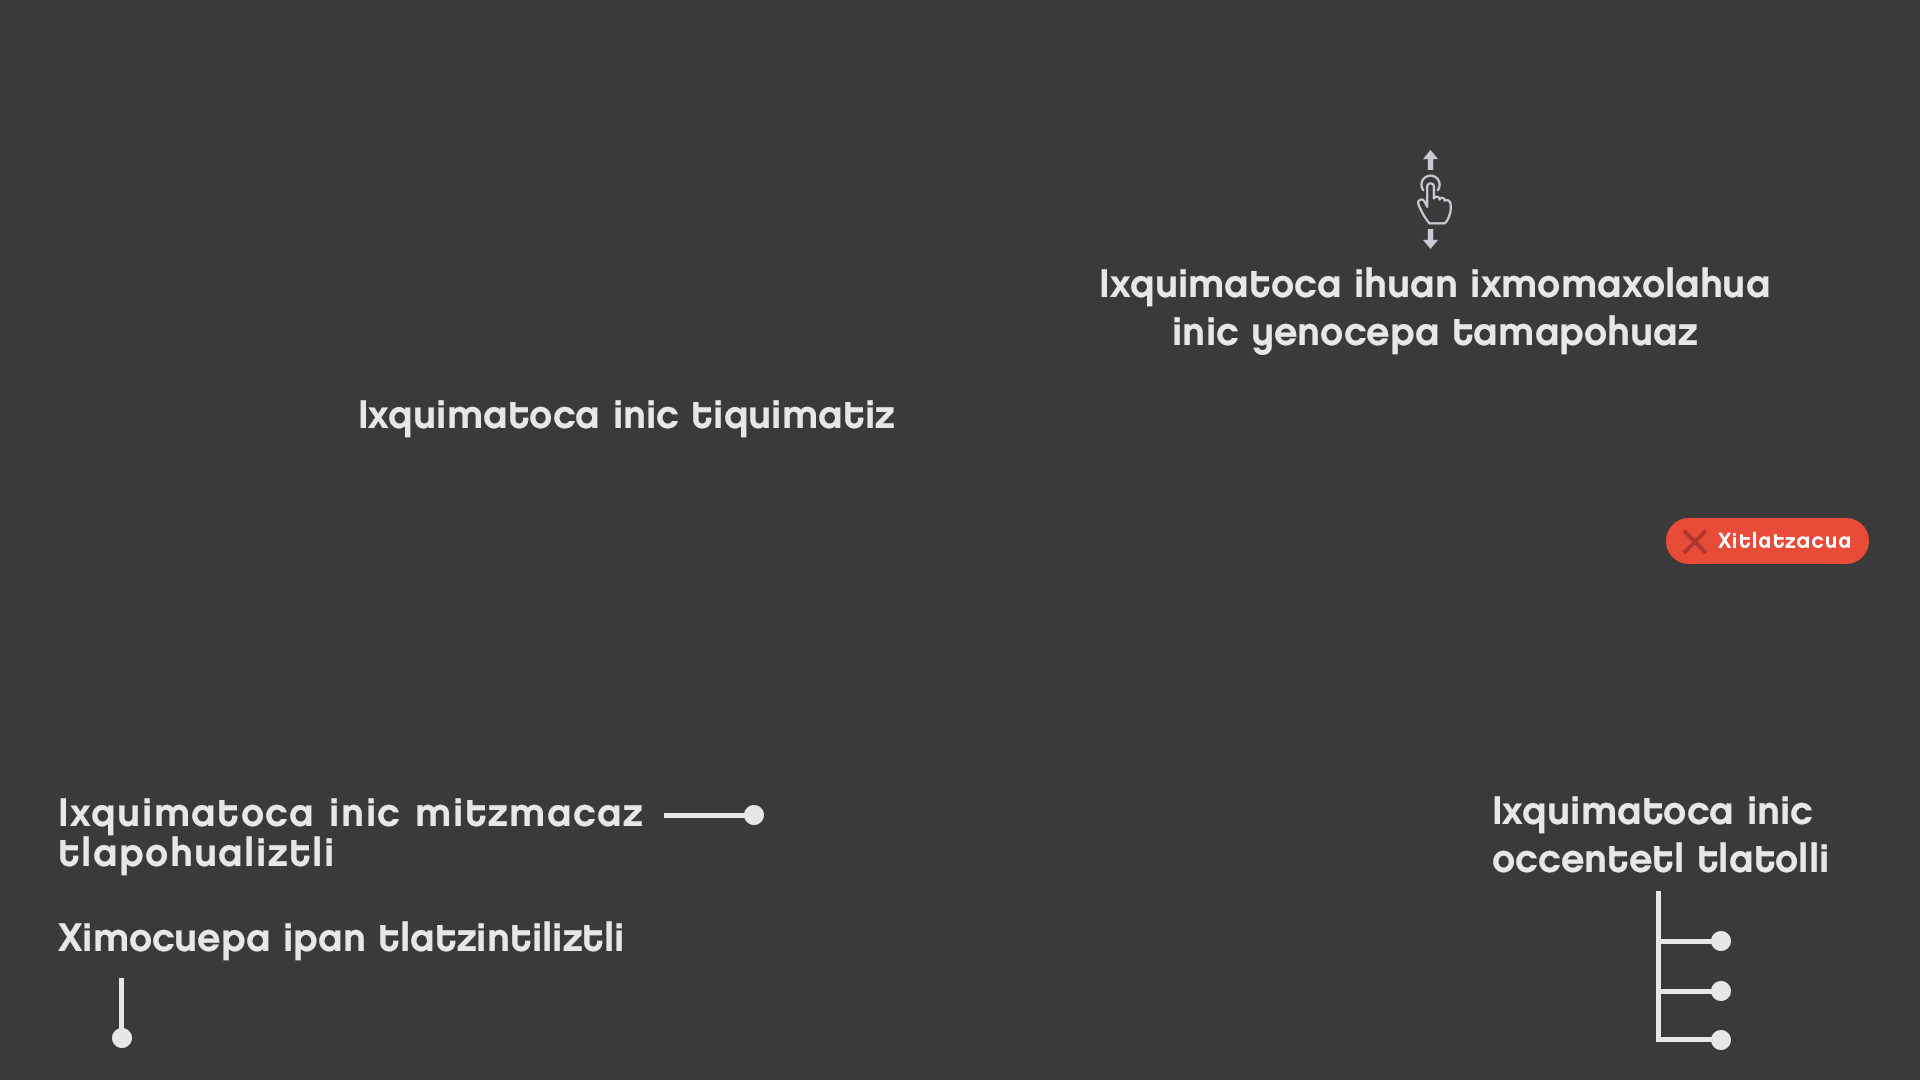 Ixquimatoca ihuan ixmomaxolahua
inic yenocepa tamapohuaz
Ixquimatoca inic tiquimatiz
Xitlatzacua
Ixquimatoca inic mitzmacaz
tlapohualiztli
Ximocuepa ipan tlatzintiliztli
Ixquimatoca inic
occentetl tlatolli